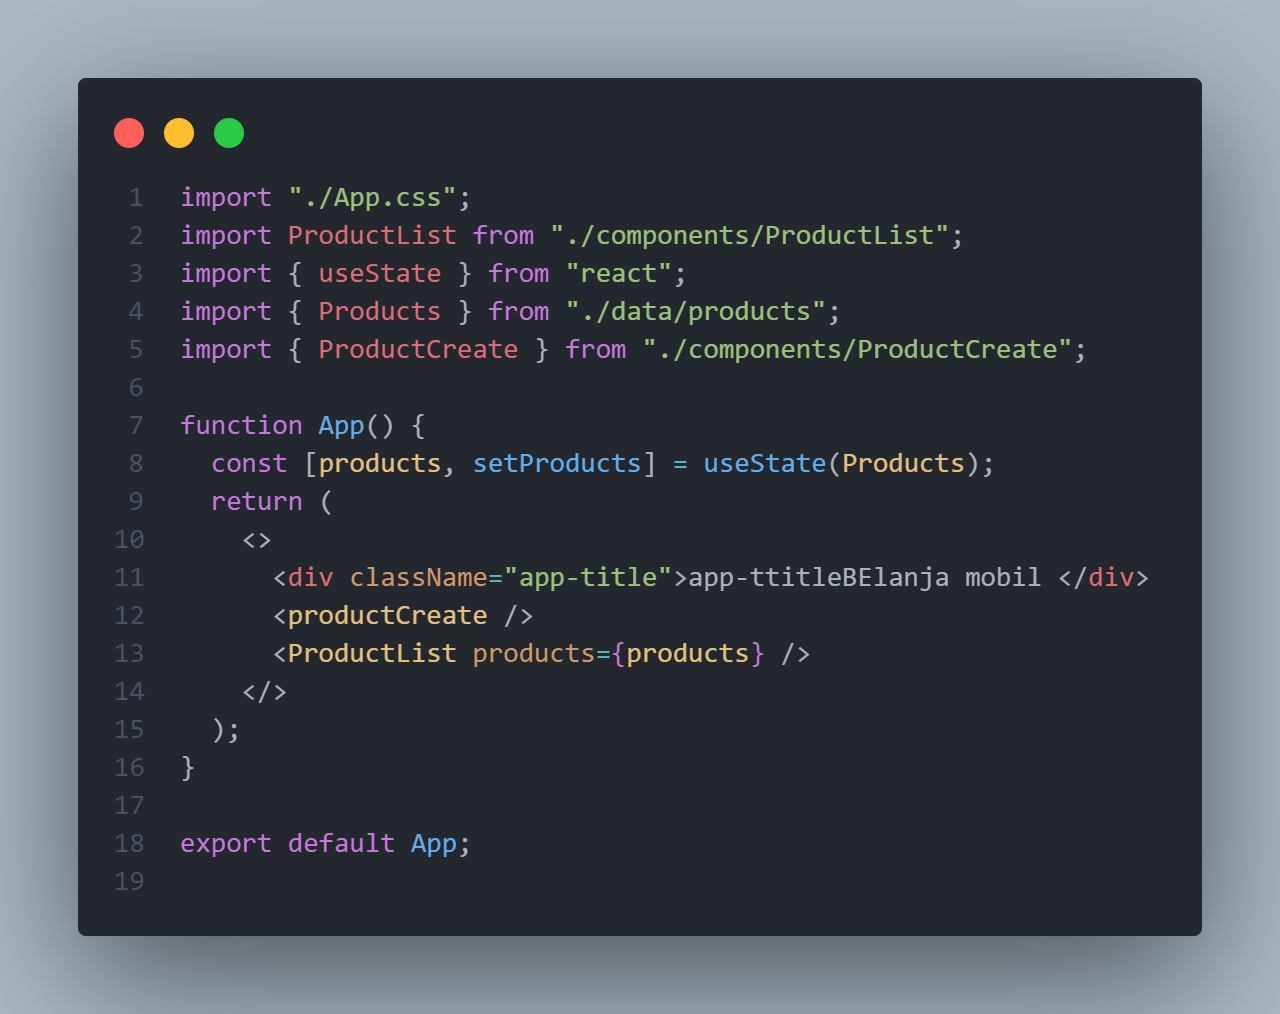 1 import "./App.css";
2 import ProductList from "./components/ProductList";
3 import { useState } from "react";
4 import { Products } from "./data/products";
5 import { ProductCreate } from "./components/ProductCreate";
6
7 function App() {
8   const [products, setProducts] = useState(Products);
9   return (
10     <>
11       <div className="app-title">app-ttitleBElanja mobil </div>
12       <productCreate />
13       <ProductList products={products} />
14     </>
15   );
16 }
17
18 export default App;
19